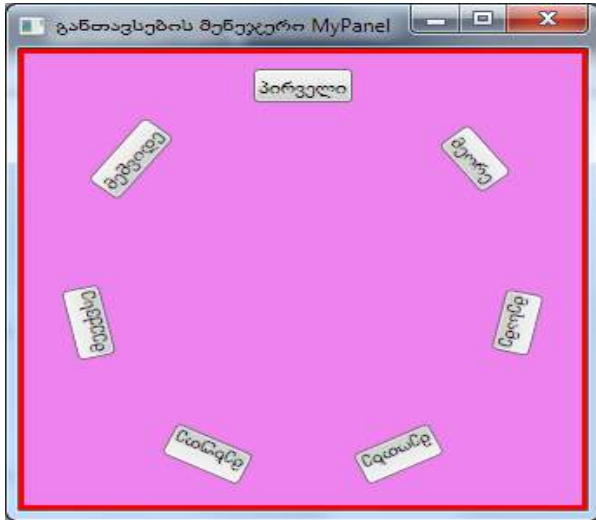 განთავსების მენეჯერი MyPanel
პირველი
მეორე
მესამე
მეოთხე
მეხუთე
მეექვსე
მეშვიდე